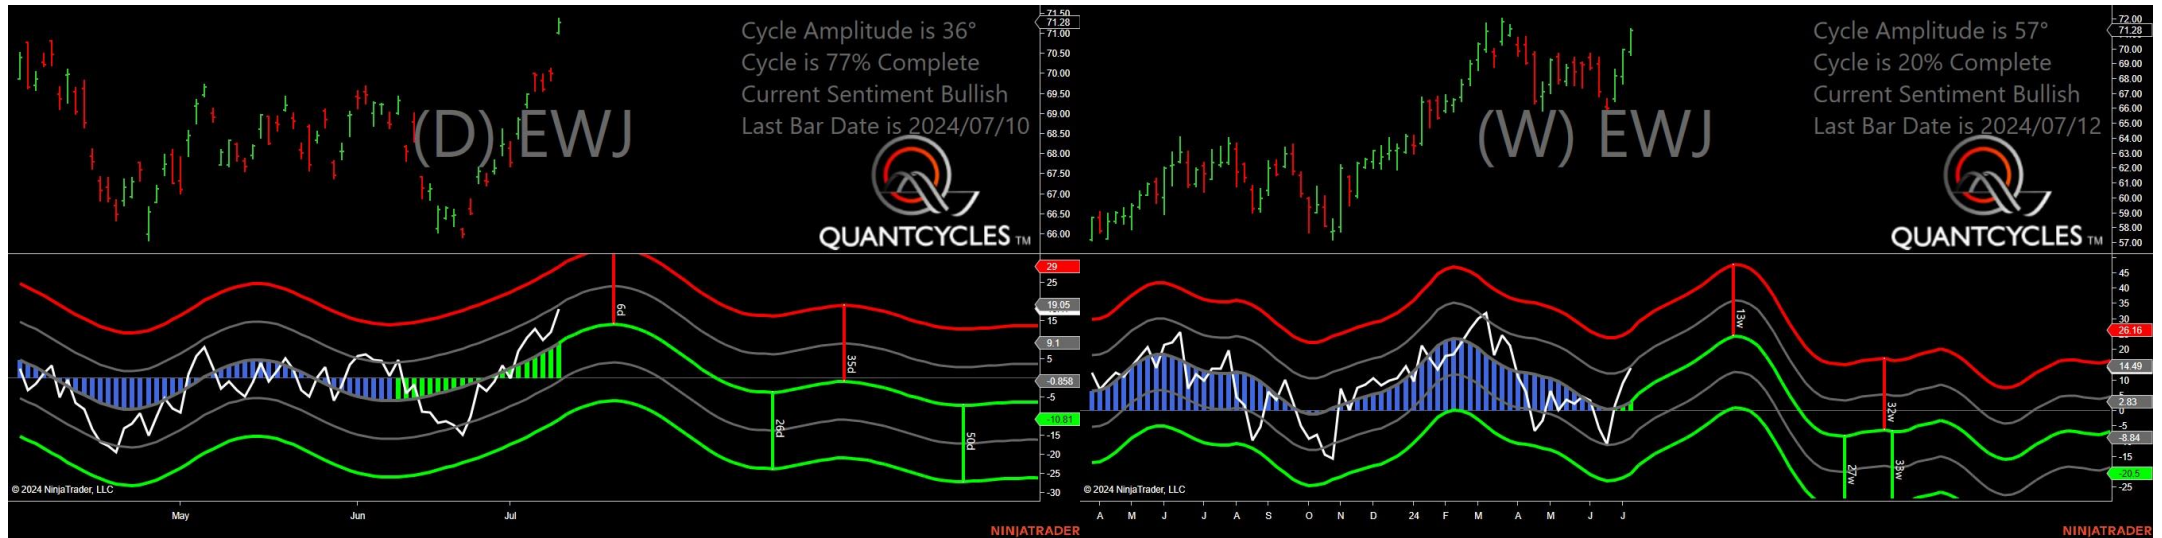 Cycle Amplitude is 36°
Cycle is 77% Complete
Current Sentiment Bullish
Last Bar Date is 2024/07/10
(D) EWJ
QUANTCYCLES TM
71.50
71.28
71.00
70.50
70.00
69.50
69.00
68.50
68.00
67.50
67.00
66.50
66.00
29
25
19.05
15
9.1
5
-0.858
-5
-10.81
-15
-20
-25
-30
6d
35d
26d
50d
© 2024 NinjaTrader, LLC
May
Jun
Jul
NINJATRADER
Cycle Amplitude is 57°
Cycle is 20% Complete
Current Sentiment Bullish
Last Bar Date is 2024/07/12
(W) EWJ
QUANTCYCLES TM
72.00
71.28
70.00
69.00
68.00
67.00
66.00
65.00
64.00
63.00
62.00
61.00
60.00
59.00
58.00
57.00
45
40
35
30
26.16
20
14.49
10
2.83
0
-5
-8.84
-15
-20.5
-25
13w
32w
27w
33w
© 2024 NinjaTrader, LLC
A M J J A S O N D 24 F M A M J J
NINJATRADER